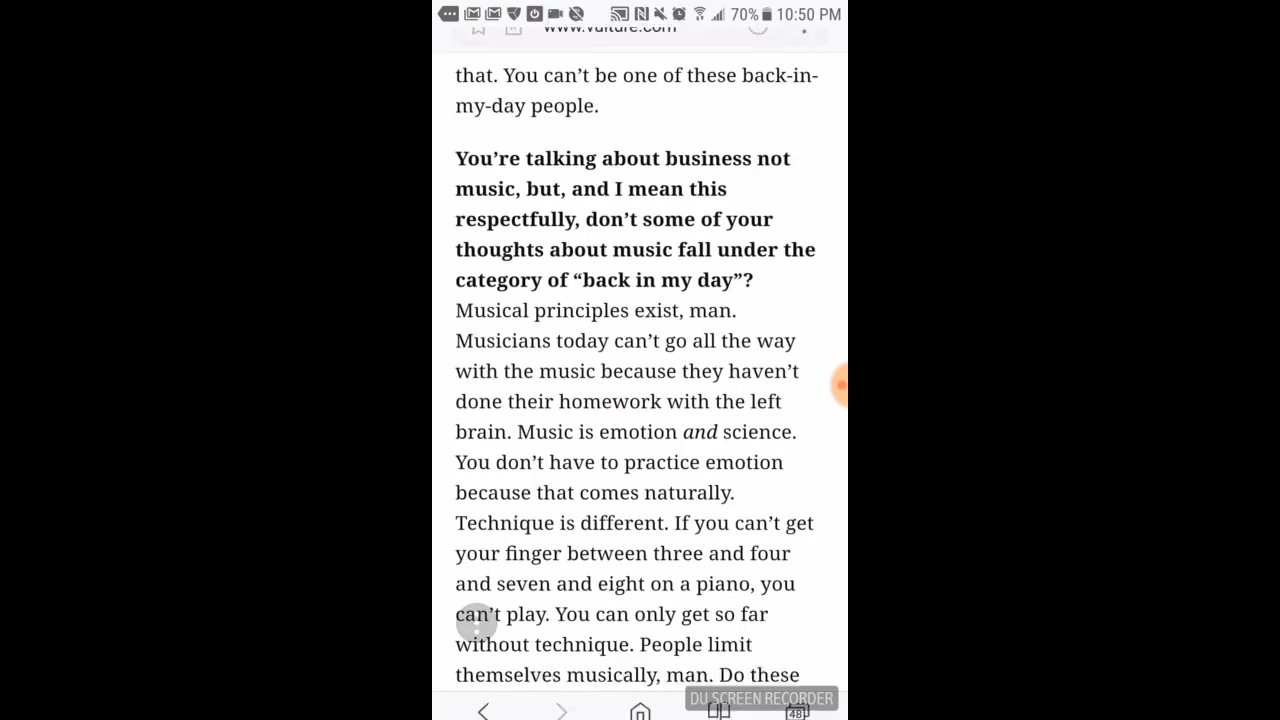 70% 10:50 PM
www.vulture.com
that. You can’t be one of these back-in-
my-day people.
You’re talking about business not
music, but, and I mean this
respectfully, don’t some of your
thoughts about music fall under the
category of “back in my day”?
Musical principles exist, man.
Musicians today can’t go all the way
with the music because they haven’t
done their homework with the left
brain. Music is emotion and science.
You don’t have to practice emotion
because that comes naturally.
Technique is different. If you can’t get
your finger between three and four
and seven and eight on a piano, you
can’t play. You can only get so far
without technique. People limit
themselves musically, man. Do these
DU SCREEN RECORDER
48